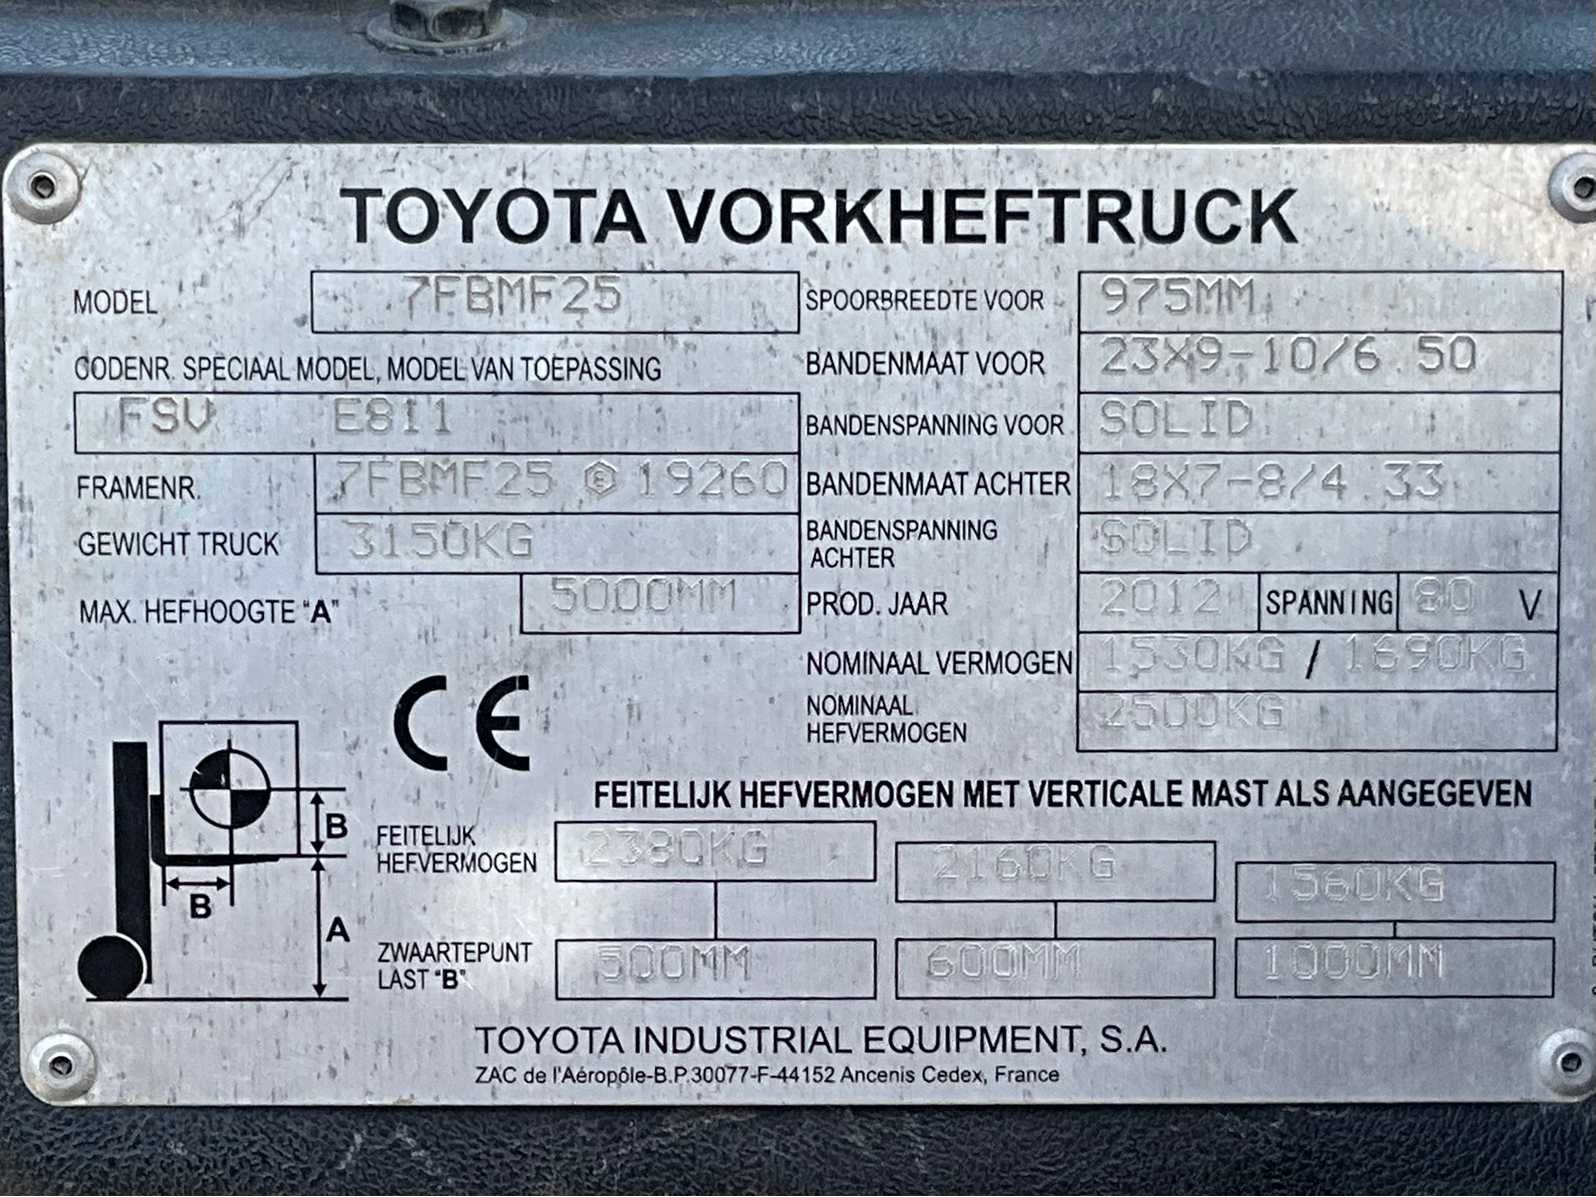 TOYOTA VORKHEFTRUCK
MODEL 7FBMF25
CODENR. SPECIAAL MODEL, MODEL VAN TOEPASSING
FSV E811
FRAMENR. 7FBMF25 E 19260
GEWICHT TRUCK 3150KG
MAX. HEFHOOGTE "A" 5000MM
SPOORBREEDTE VOOR 975MM
BANDENMAAT VOOR 23X9-10/6.50
BANDENSPANNING VOOR SOLID
BANDENMAAT ACHTER 18X7-8/4.33
BANDENSPANNING
ACHTER SOLID
PROD. JAAR 2012 SPANNING 80 V
NOMINAAL VERMOGEN 1530KG / 1690KG
NOMINAAL
HEFVERMOGEN 2500KG
CE
FEITELIJK HEFVERMOGEN MET VERTICALE MAST ALS AANGEGEVEN
B
B
A
FEITELIJK
HEFVERMOGEN 2380KG 2160KG 1560KG
ZWAARTEPUNT
LAST "B" 500MM 600MM 1000MM
TOYOTA INDUSTRIAL EQUIPMENT, S.A.
ZAC de l'Aéropôle-B.P.30077-F-44152 Ancenis Cedex, France